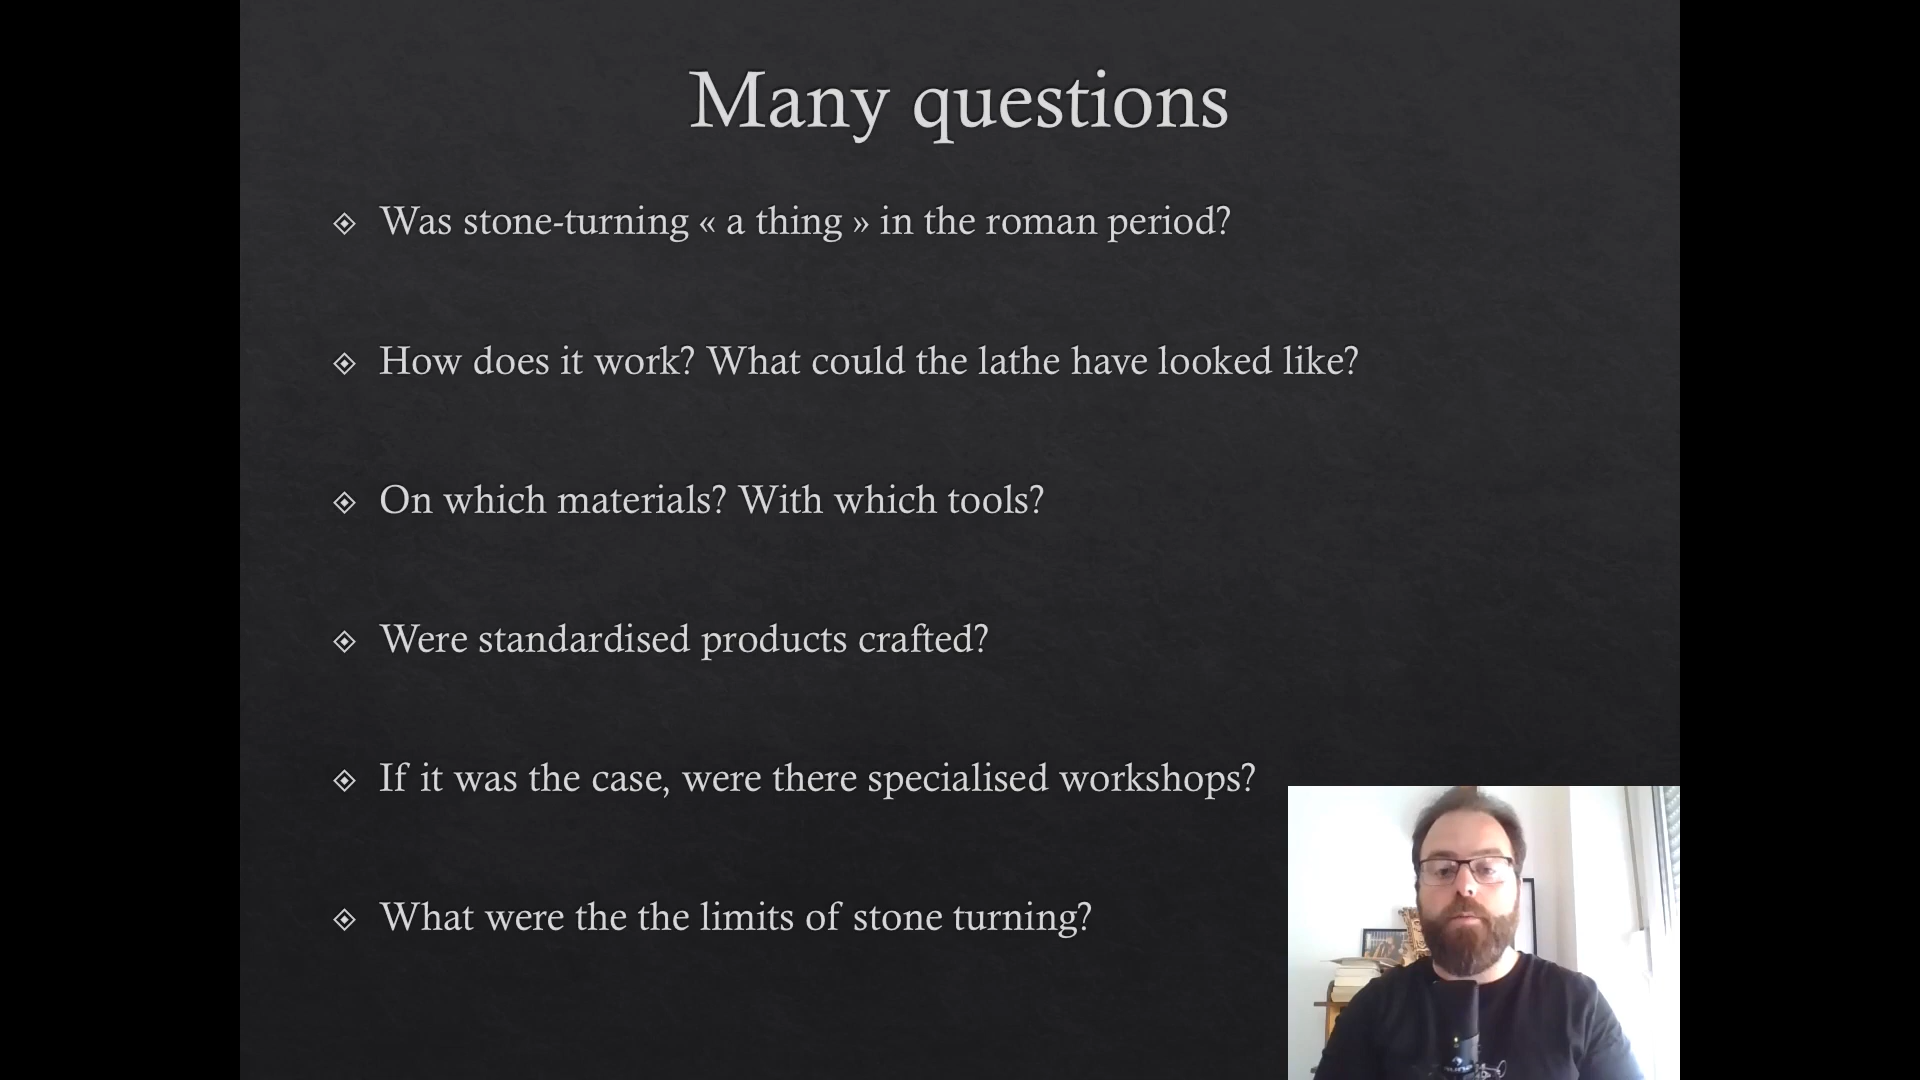 Many questions
Was stone-turning « a thing » in the roman period?
How does it work? What could the lathe have looked like?
On which materials? With which tools?
Were standardised products crafted?
If it was the case, were there specialised workshops?
What were the the limits of stone turning?